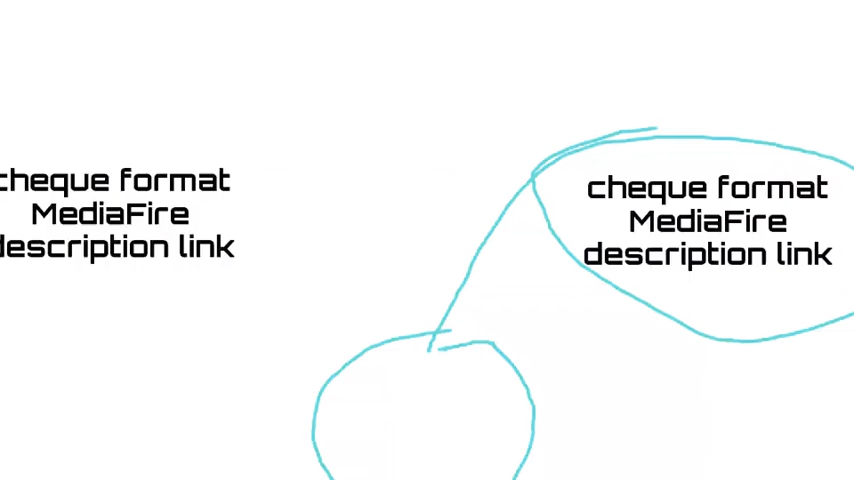 cheque format
MediaFire
description link
cheque format
MediaFire
description link